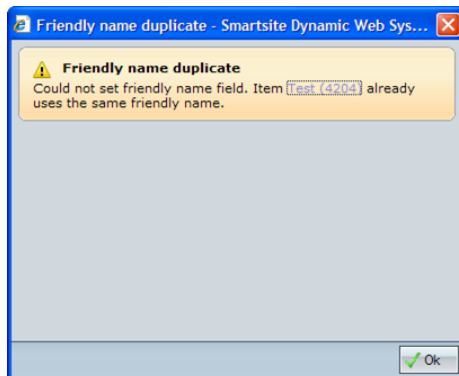 Friendly name duplicate - Smartsite Dynamic Web Sys...
Friendly name duplicate
Could not set friendly name field. Item Test (4204) already
uses the same friendly name.
Ok